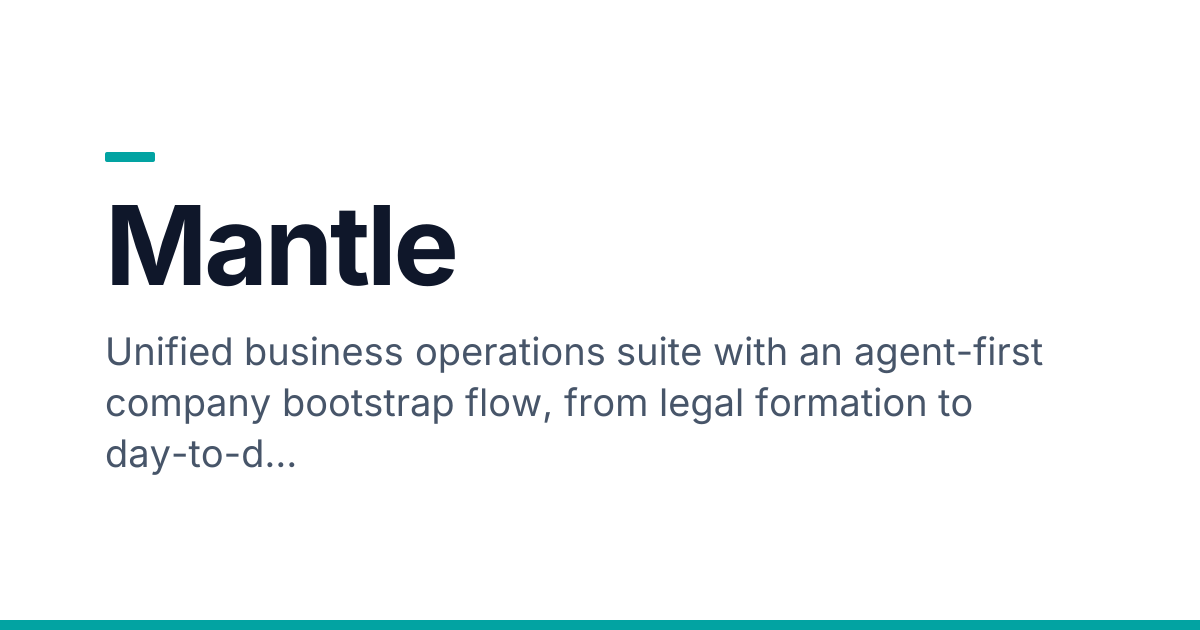 Mantle
Unified business operations suite with an agent-first
company bootstrap flow, from legal formation to
day-to-d...